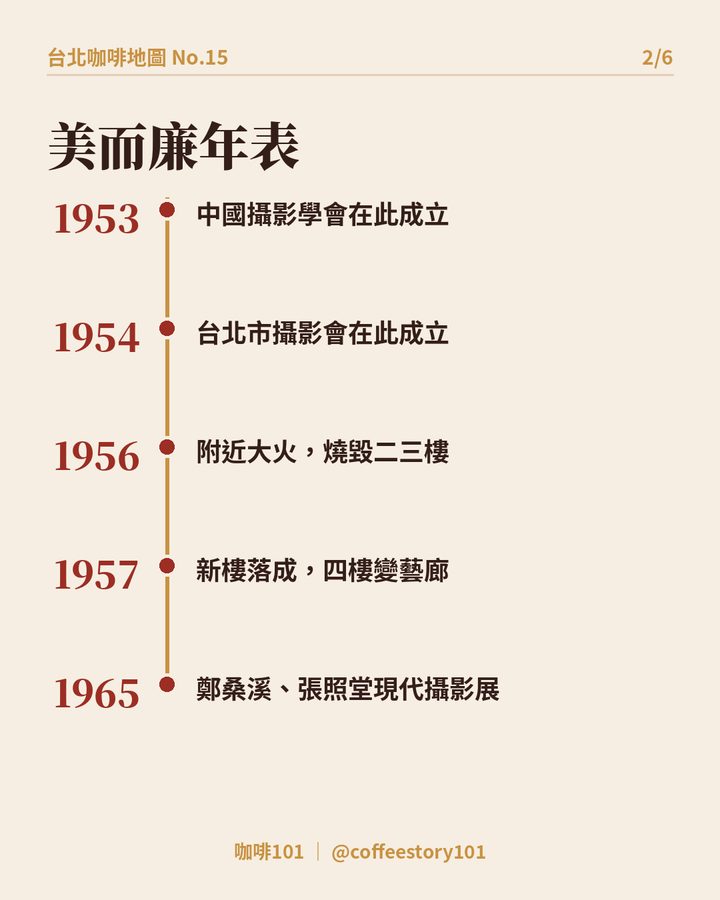 台北咖啡地圖 No.15
2/6
美而廉年表
1953 中國攝影學會在此成立
1954 台北市攝影會在此成立
1956 附近大火，燒毀二三樓
1957 新樓落成，四樓變藝廊
1965 鄭桑溪、張照堂現代攝影展
咖啡101｜@coffeestory101